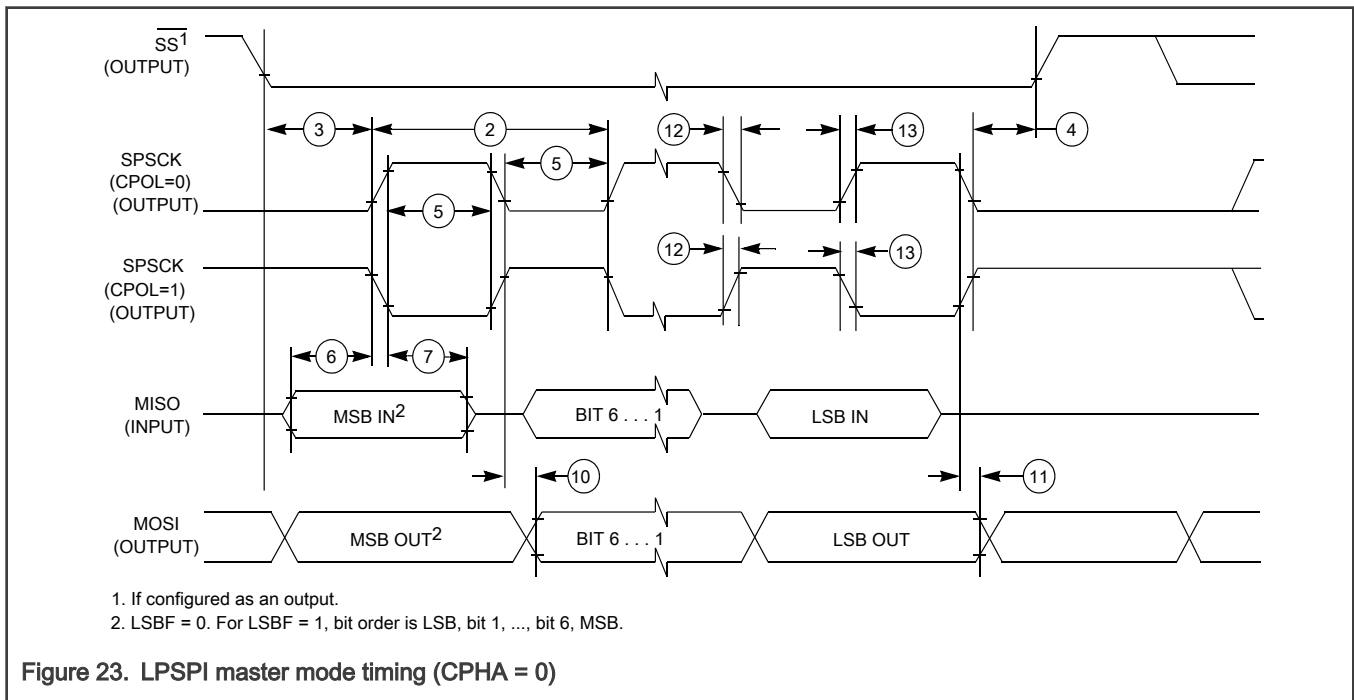 SS1
(OUTPUT)
3
2
12
13
4
SPSCK
(CPOL=0)
(OUTPUT)
5
5
12
13
SPSCK
(CPOL=1)
(OUTPUT)
6
7
MISO
(INPUT)
MSB IN2
BIT 6 . . . 1
LSB IN
10
11
MOSI
(OUTPUT)
MSB OUT2
BIT 6 . . . 1
LSB OUT
1. If configured as an output.
2. LSBF = 0. For LSBF = 1, bit order is LSB, bit 1, ..., bit 6, MSB.
Figure 23. LPSPI master mode timing (CPHA = 0)